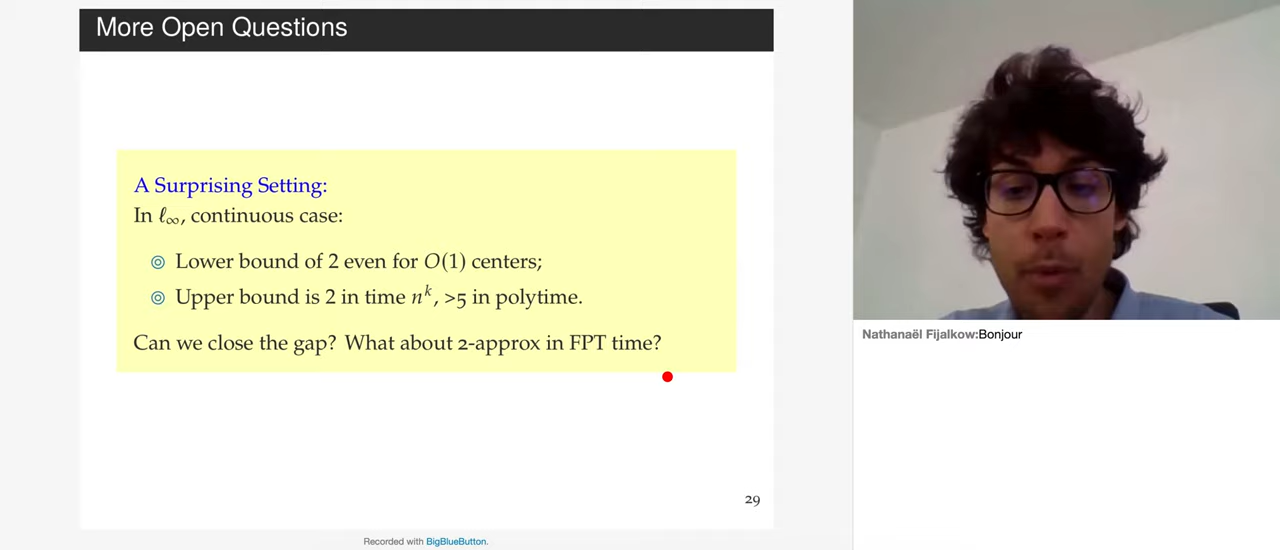 More Open Questions
A Surprising Setting:
In ℓ∞, continuous case:
⊚ Lower bound of 2 even for O(1) centers;
⊚ Upper bound is 2 in time n^k, >5 in polytime.
Can we close the gap? What about 2-approx in FPT time?
29
Recorded with BigBlueButton.
Nathanaël Fijalkow:Bonjour